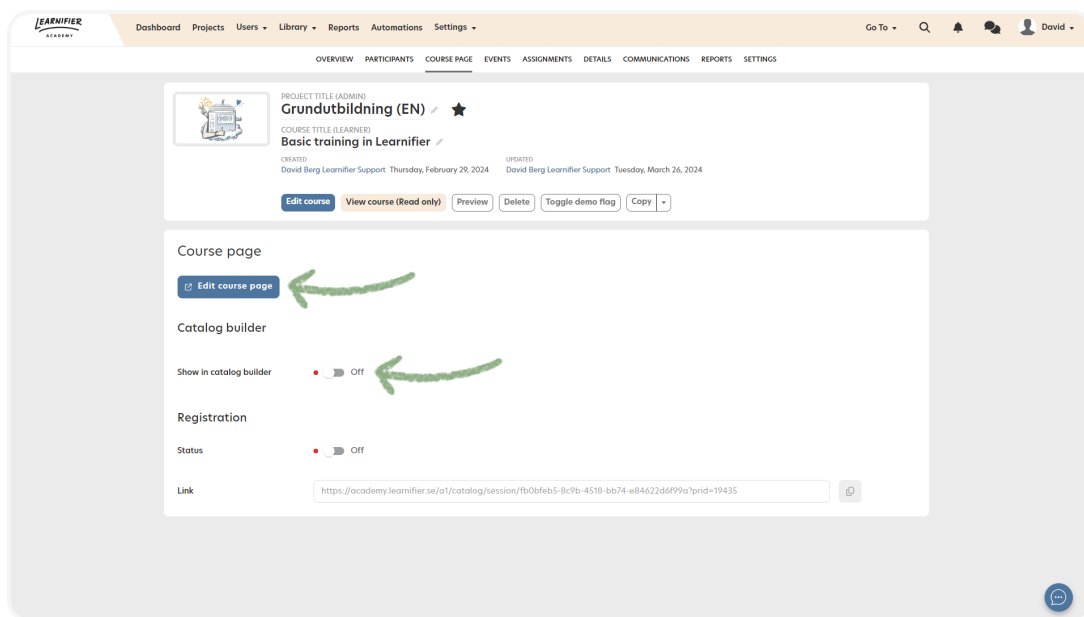 LEARNIFIER
ACADEMY
Dashboard Projects Users Library Reports Automations Settings Go To David
OVERVIEW PARTICIPANTS COURSE PAGE EVENTS ASSIGNMENTS DETAILS COMMUNICATIONS REPORTS SETTINGS
PROJECT TITLE (ADMIN)
Grundutbildning (EN)
COURSE TITLE (LEARNER)
Basic training in Learnifier
CREATED UPDATED
David Berg Learnifier Support Thursday, February 29, 2024 David Berg Learnifier Support Tuesday, March 26, 2024
Edit course View course (Read only) Preview Delete Toggle demo flag Copy
Course page
Edit course page
Catalog builder
Show in catalog builder Off
Registration
Status Off
Link https://academy.learnifier.se/a1/catalog/session/fb0bfeb5-8c9b-4518-bb74-e84622d6f99a?prid=19435